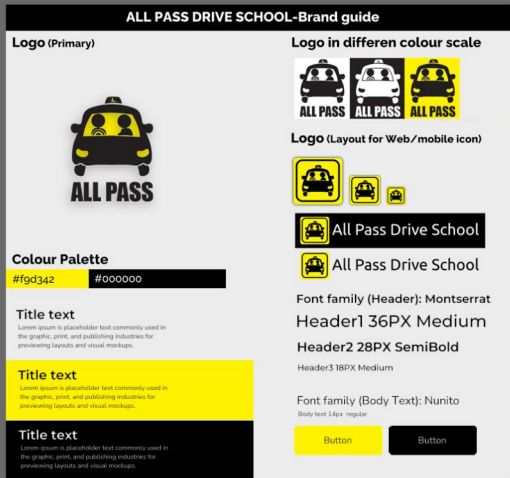 ALL PASS DRIVE SCHOOL-Brand guide
Logo (Primary)
ALL PASS
Colour Palette
#f9d342 #000000
Title text
Lorem ipsum is placeholder text commonly used in
the graphic, print, and publishing industries for
previewing layouts and visual mockups.
Title text
Lorem ipsum is placeholder text commonly used in
the graphic, print, and publishing industries for
previewing layouts and visual mockups.
Title text
Lorem ipsum is placeholder text commonly used in
the graphic, print, and publishing industries for
previewing layouts and visual mockups.
Logo in differen colour scale
ALL PASS ALL PASS ALL PASS
Logo (Layout for Web/mobile icon)
All Pass Drive School
All Pass Drive School
Font family (Header): Montserrat
Header1 36PX Medium
Header2 28PX SemiBold
Header3 18PX Medium
Font family (Body Text): Nunito
Body text 14px regular
Button Button